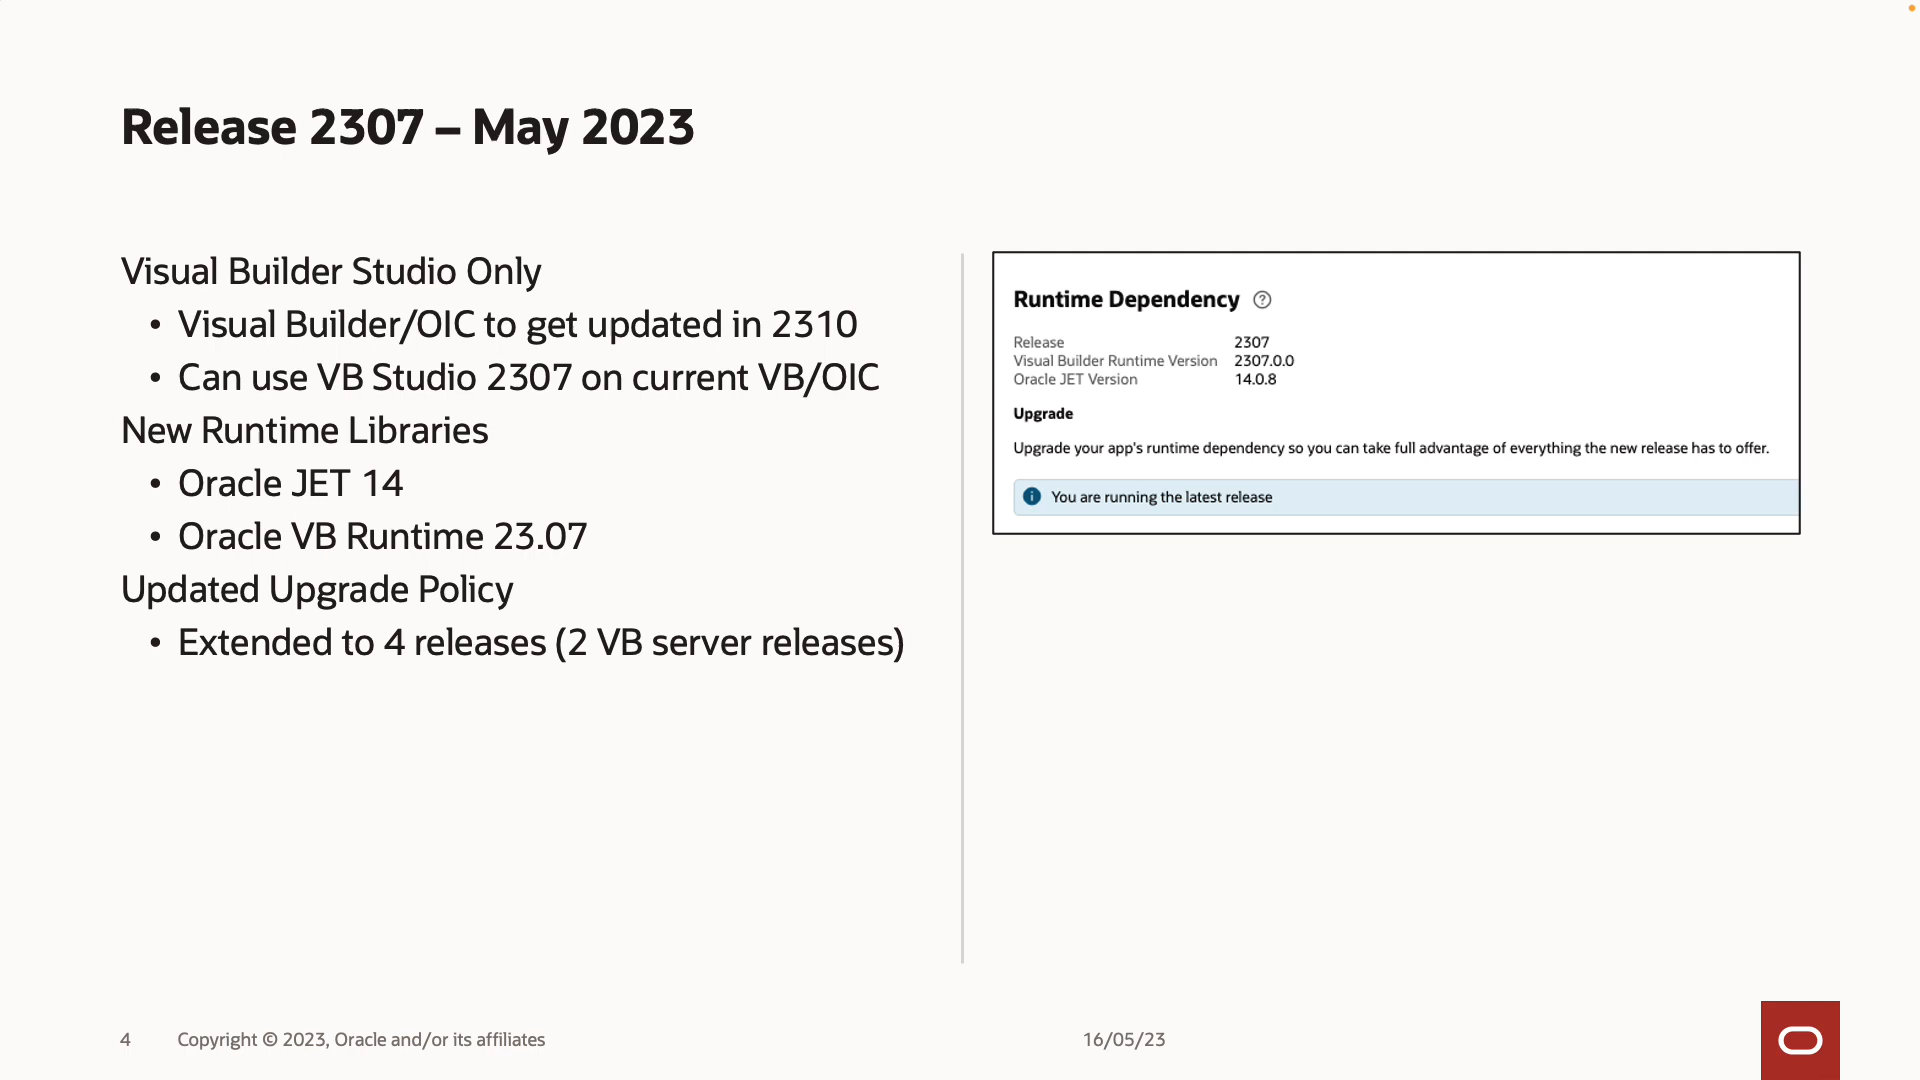 Release 2307 – May 2023
Visual Builder Studio Only
• Visual Builder/OIC to get updated in 2310
• Can use VB Studio 2307 on current VB/OIC
New Runtime Libraries
• Oracle JET 14
• Oracle VB Runtime 23.07
Updated Upgrade Policy
• Extended to 4 releases (2 VB server releases)
Runtime Dependency ?
Release 2307
Visual Builder Runtime Version 2307.0.0
Oracle JET Version 14.0.8
Upgrade
Upgrade your app's runtime dependency so you can take full advantage of everything the new release has to offer.
i You are running the latest release
4 Copyright © 2023, Oracle and/or its affiliates 16/05/23